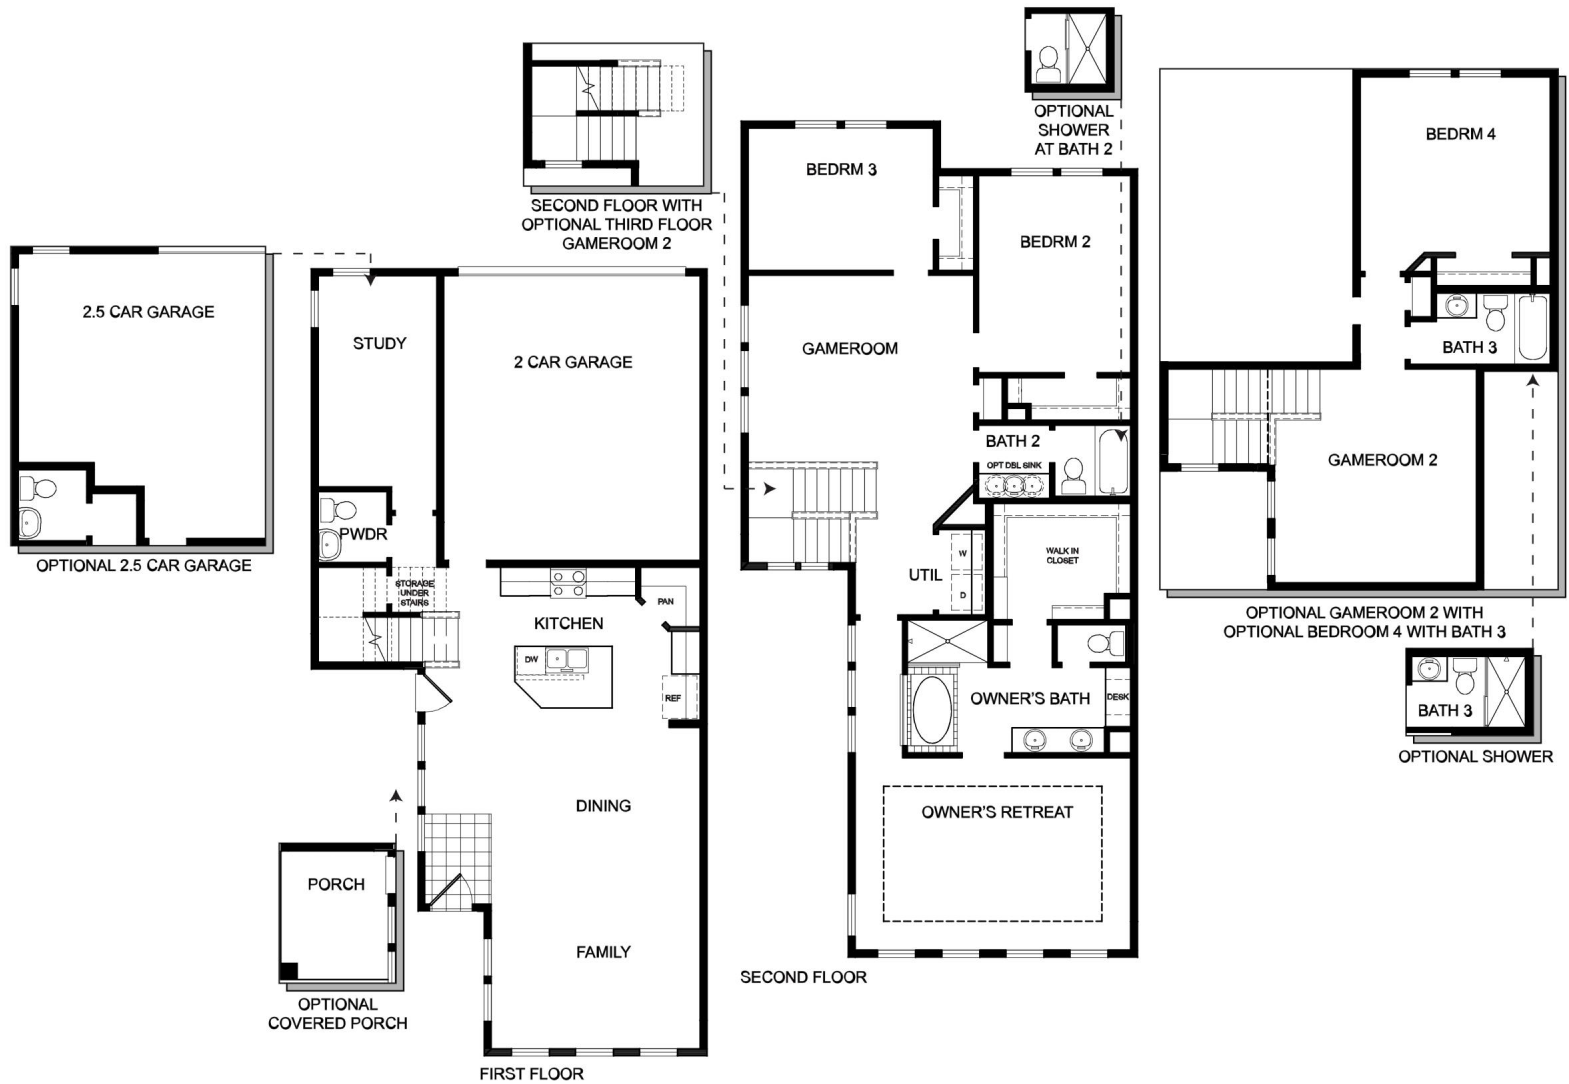 OPTIONAL
SHOWER
AT BATH 2
SECOND FLOOR WITH
OPTIONAL THIRD FLOOR
GAMEROOM 2
2.5 CAR GARAGE
OPTIONAL 2.5 CAR GARAGE
STUDY
2 CAR GARAGE
PWDR
STORAGE
UNDER
STAIRS
KITCHEN
PAN
DW
REF
DINING
FAMILY
FIRST FLOOR
PORCH
OPTIONAL
COVERED PORCH
BEDRM 3
BEDRM 2
GAMEROOM
BATH 2
OPT DBL SINK
W
D
UTIL
WALK IN
CLOSET
OWNER'S BATH
DESK
OWNER'S RETREAT
SECOND FLOOR
BEDRM 4
BATH 3
GAMEROOM 2
OPTIONAL GAMEROOM 2 WITH
OPTIONAL BEDROOM 4 WITH BATH 3
BATH 3
OPTIONAL SHOWER